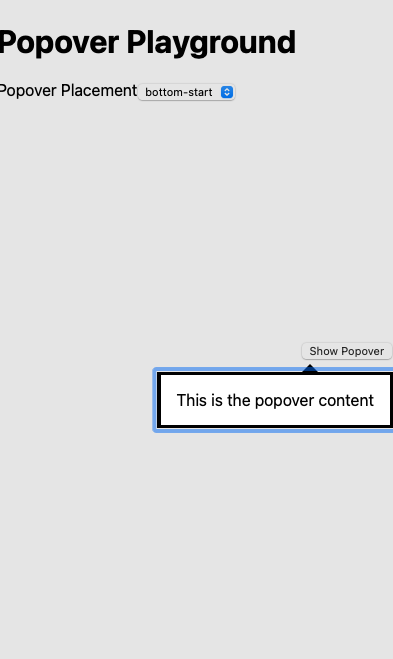 Popover Playground
Popover Placement bottom-start
Show Popover
This is the popover content